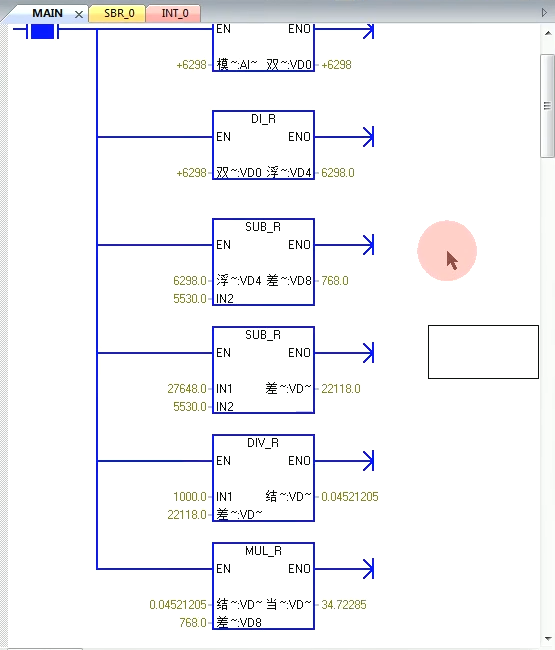 MAIN SBR_0 INT_0
EN ENO
+6298 模~:AI~ 双~:VD0 +6298
DI_R
EN ENO
+6298 双~:VD0 浮~:VD4 6298.0
SUB_R
EN ENO
6298.0 浮~:VD4 差~:VD8 768.0
5530.0 IN2
SUB_R
EN ENO
27648.0 IN1 差~:VD~ 22118.0
5530.0 IN2
DIV_R
EN ENO
1000.0 IN1 结~:VD~ 0.04521205
22118.0 差~:VD~
MUL_R
EN ENO
0.04521205 结~:VD~ 当~:VD~ 34.72285
768.0 差~:VD8